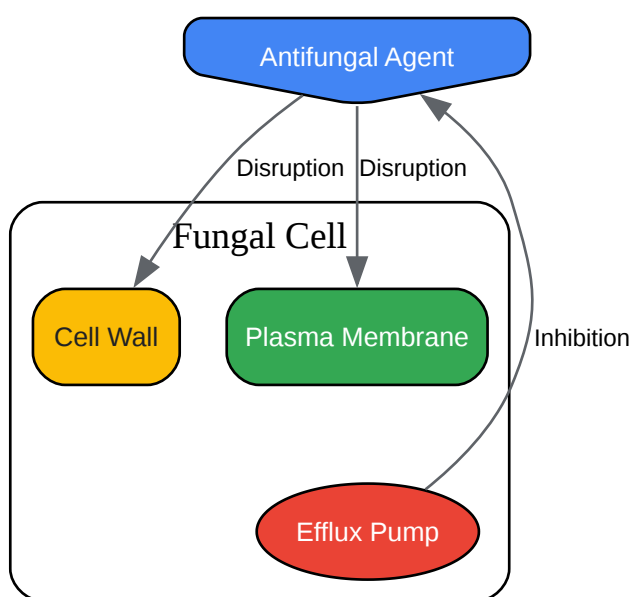 Antifungal Agent
Disruption
Disruption
Fungal Cell
Cell Wall
Plasma Membrane
Inhibition
Efflux Pump